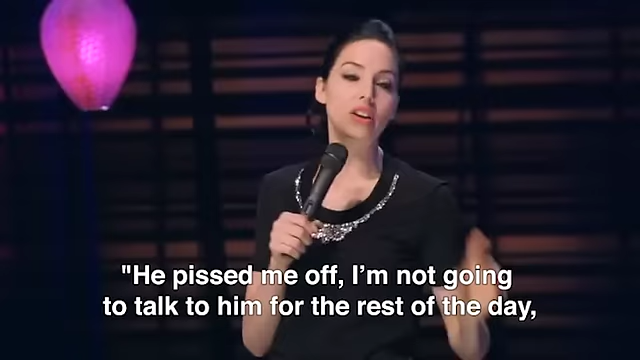 "He pissed me off, I’m not going
to talk to him for the rest of the day,